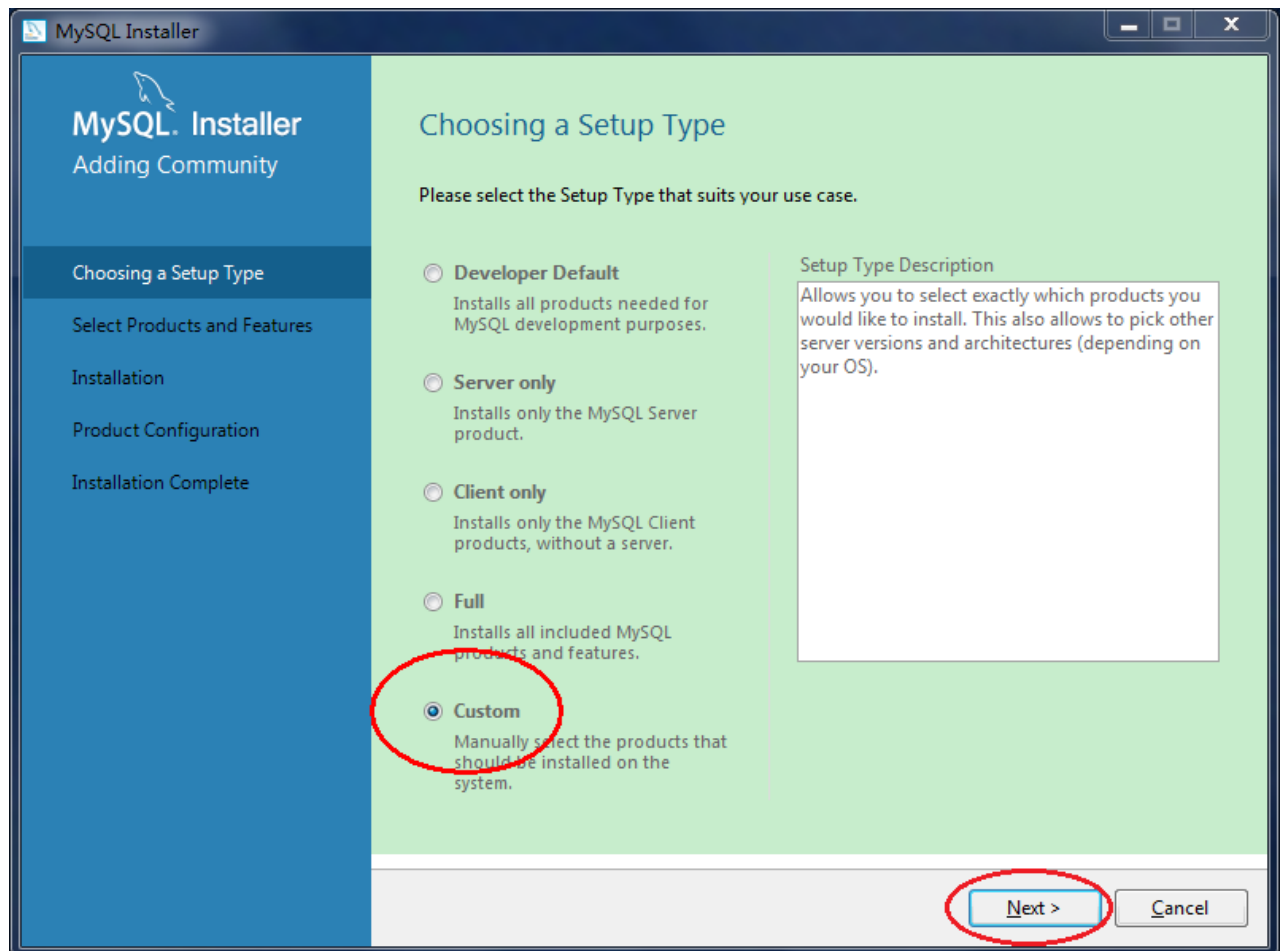 MySQL Installer
MySQL. Installer
Adding Community
Choosing a Setup Type
Select Products and Features
Installation
Product Configuration
Installation Complete
Choosing a Setup Type
Please select the Setup Type that suits your use case.
Developer Default
Installs all products needed for
MySQL development purposes.
Server only
Installs only the MySQL Server
product.
Client only
Installs only the MySQL Client
products, without a server.
Full
Installs all included MySQL
products and features.
Custom
Manually select the products that
should be installed on the
system.
Setup Type Description
Allows you to select exactly which products you
would like to install. This also allows to pick other
server versions and architectures (depending on
your OS).
Next >
Cancel